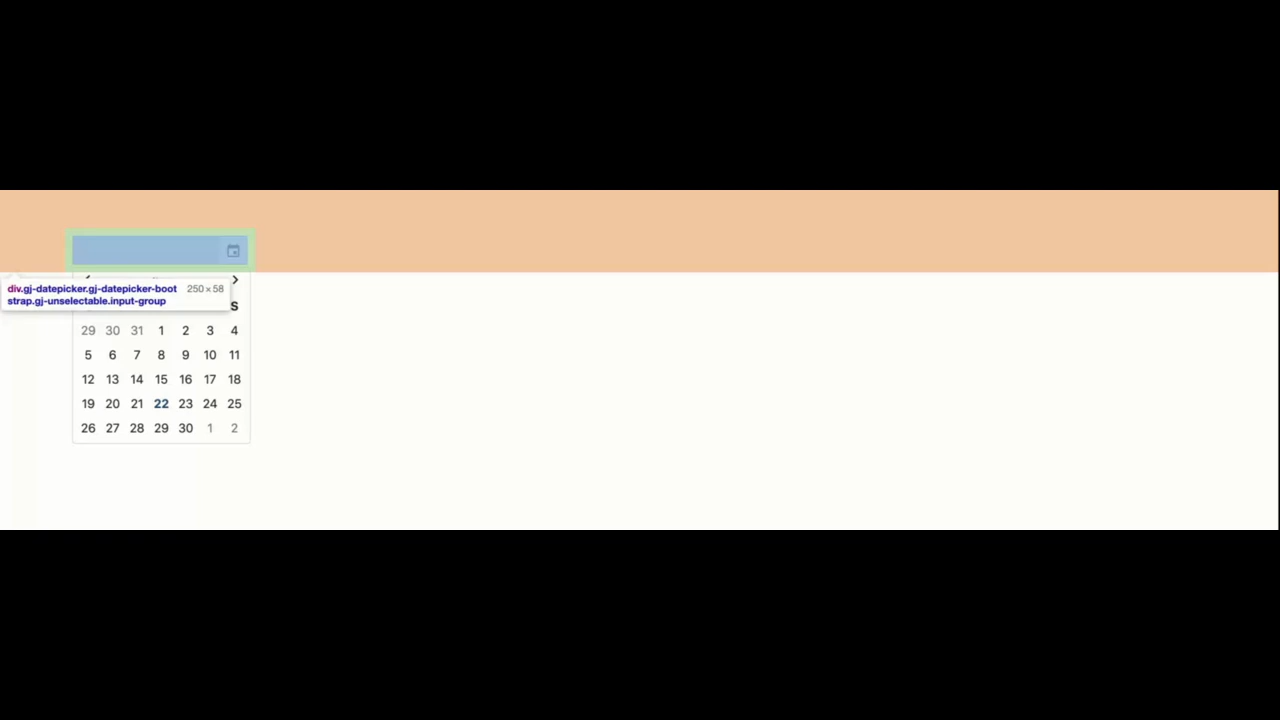 div.gj-datepicker.gj-datepicker-boot 250 × 58
strap.gj-unselectable.input-group
S
29 30 31 1 2 3 4
5 6 7 8 9 10 11
12 13 14 15 16 17 18
19 20 21 22 23 24 25
26 27 28 29 30 1 2